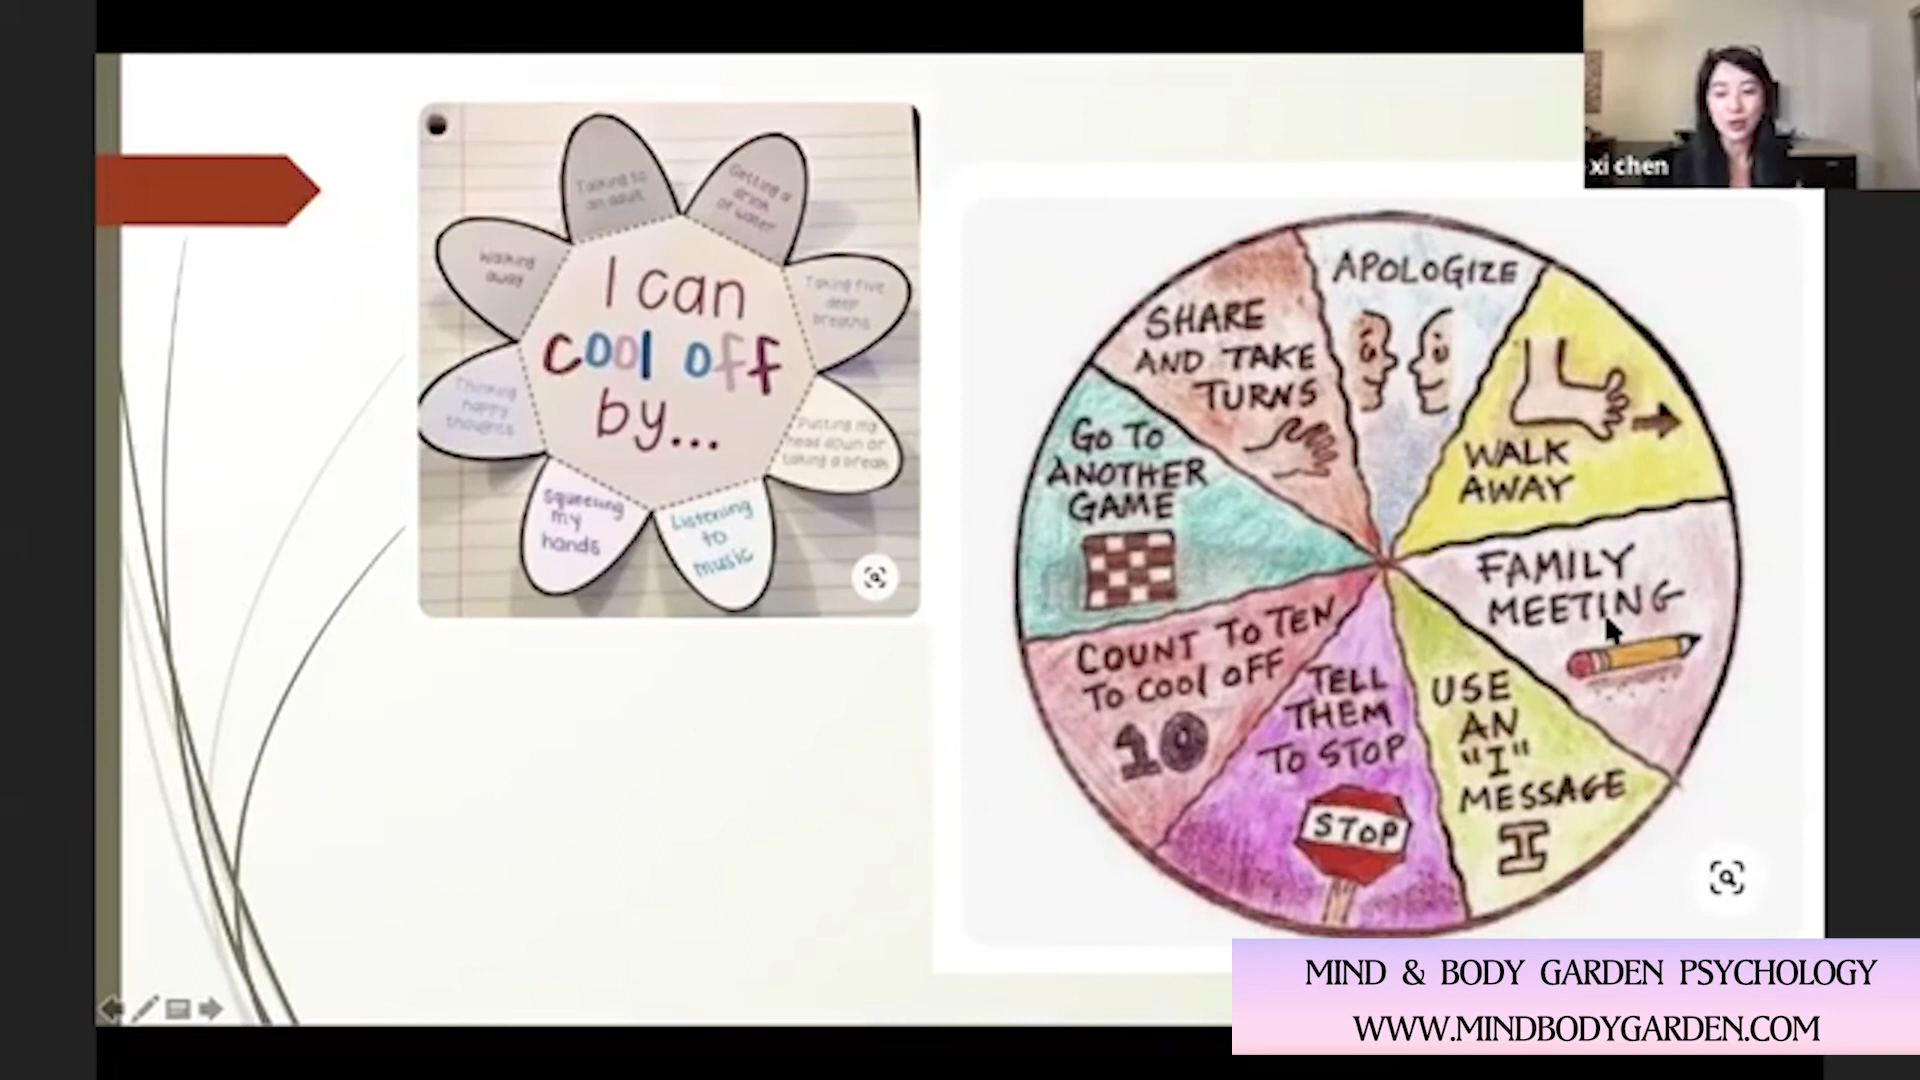 xi chen
Talking to
an adult
Getting a
drink
of water
Walking
away
I can
cool off
by...
Taking five
deep
breaths
Thinking
happy
thoughts
Putting my
head down or
taking a break
Squeezing
my
hands
Listening
to
music
APOLOGIZE
SHARE
AND TAKE
TURNS
WALK
AWAY
GO TO
ANOTHER
GAME
FAMILY
MEETING
COUNT TO TEN
TO COOL OFF
10
TELL
THEM
TO STOP
STOP
USE
AN
"I"
MESSAGE
I
MIND & BODY GARDEN PSYCHOLOGY
WWW.MINDBODYGARDEN.COM